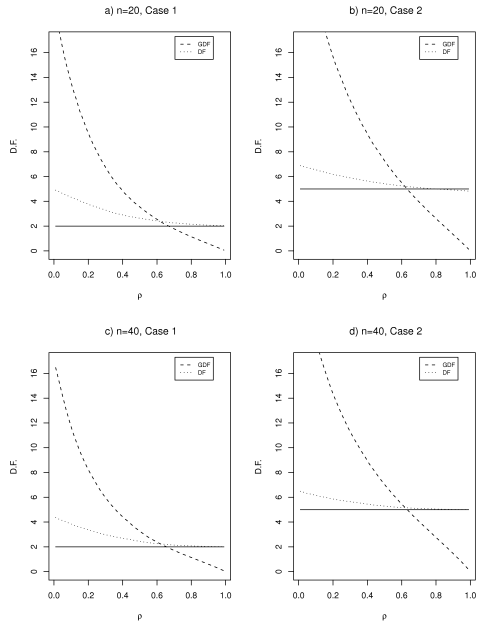 a) n=20, Case 1
GDF
DF
D.F.
0 2 4 6 8 10 12 14 16
0.0 0.2 0.4 0.6 0.8 1.0
ρ
b) n=20, Case 2
GDF
DF
D.F.
0 2 4 6 8 10 12 14 16
0.0 0.2 0.4 0.6 0.8 1.0
ρ
c) n=40, Case 1
GDF
DF
D.F.
0 2 4 6 8 10 12 14 16
0.0 0.2 0.4 0.6 0.8 1.0
ρ
d) n=40, Case 2
GDF
DF
D.F.
0 2 4 6 8 10 12 14 16
0.0 0.2 0.4 0.6 0.8 1.0
ρ